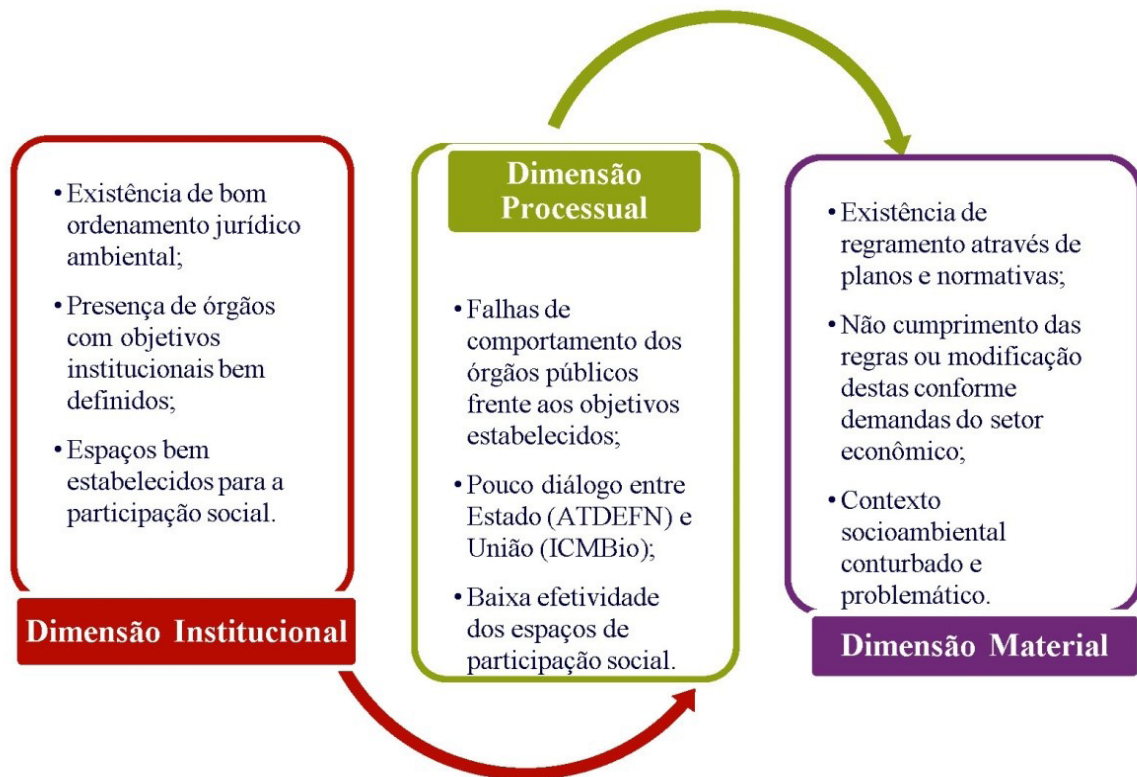 • Existência de bom
ordenamento jurídico
ambiental;
• Presença de órgãos
com objetivos
institucionais bem
definidos;
• Espaços bem
estabelecidos para a
participação social.
Dimensão Institucional
Dimensão
Processual
• Falhas de
comportamento dos
órgãos públicos
frente aos objetivos
estabelecidos;
• Pouco diálogo entre
Estado (ATDEFN) e
União (ICMBio);
• Baixa efetividade
dos espaços de
participação social.
• Existência de
regramento através de
planos e normativas;
• Não cumprimento das
regras ou modificação
destas conforme
demandas do setor
econômico;
• Contexto
socioambiental
conturbado e
problemático.
Dimensão Material